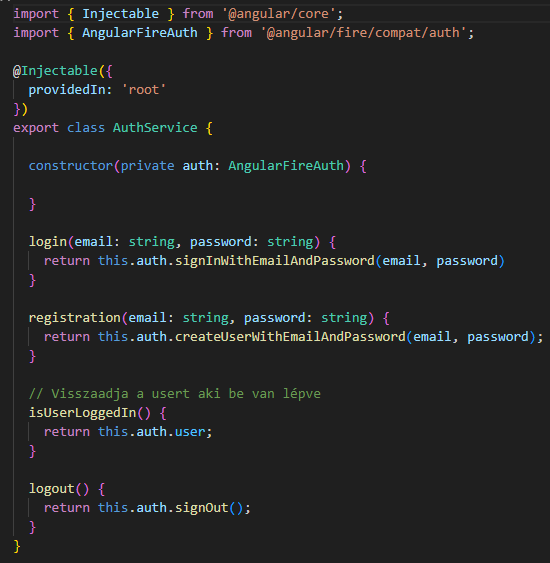 import { Injectable } from '@angular/core';
import { AngularFireAuth } from '@angular/fire/compat/auth';
@Injectable({
providedIn: 'root'
})
export class AuthService {
constructor(private auth: AngularFireAuth) {
}
login(email: string, password: string) {
return this.auth.signInWithEmailAndPassword(email, password)
}
registration(email: string, password: string) {
return this.auth.createUserWithEmailAndPassword(email, password);
}
// Visszaadja a usert aki be van lépve
isUserLoggedIn() {
return this.auth.user;
}
logout() {
return this.auth.signOut();
}
}